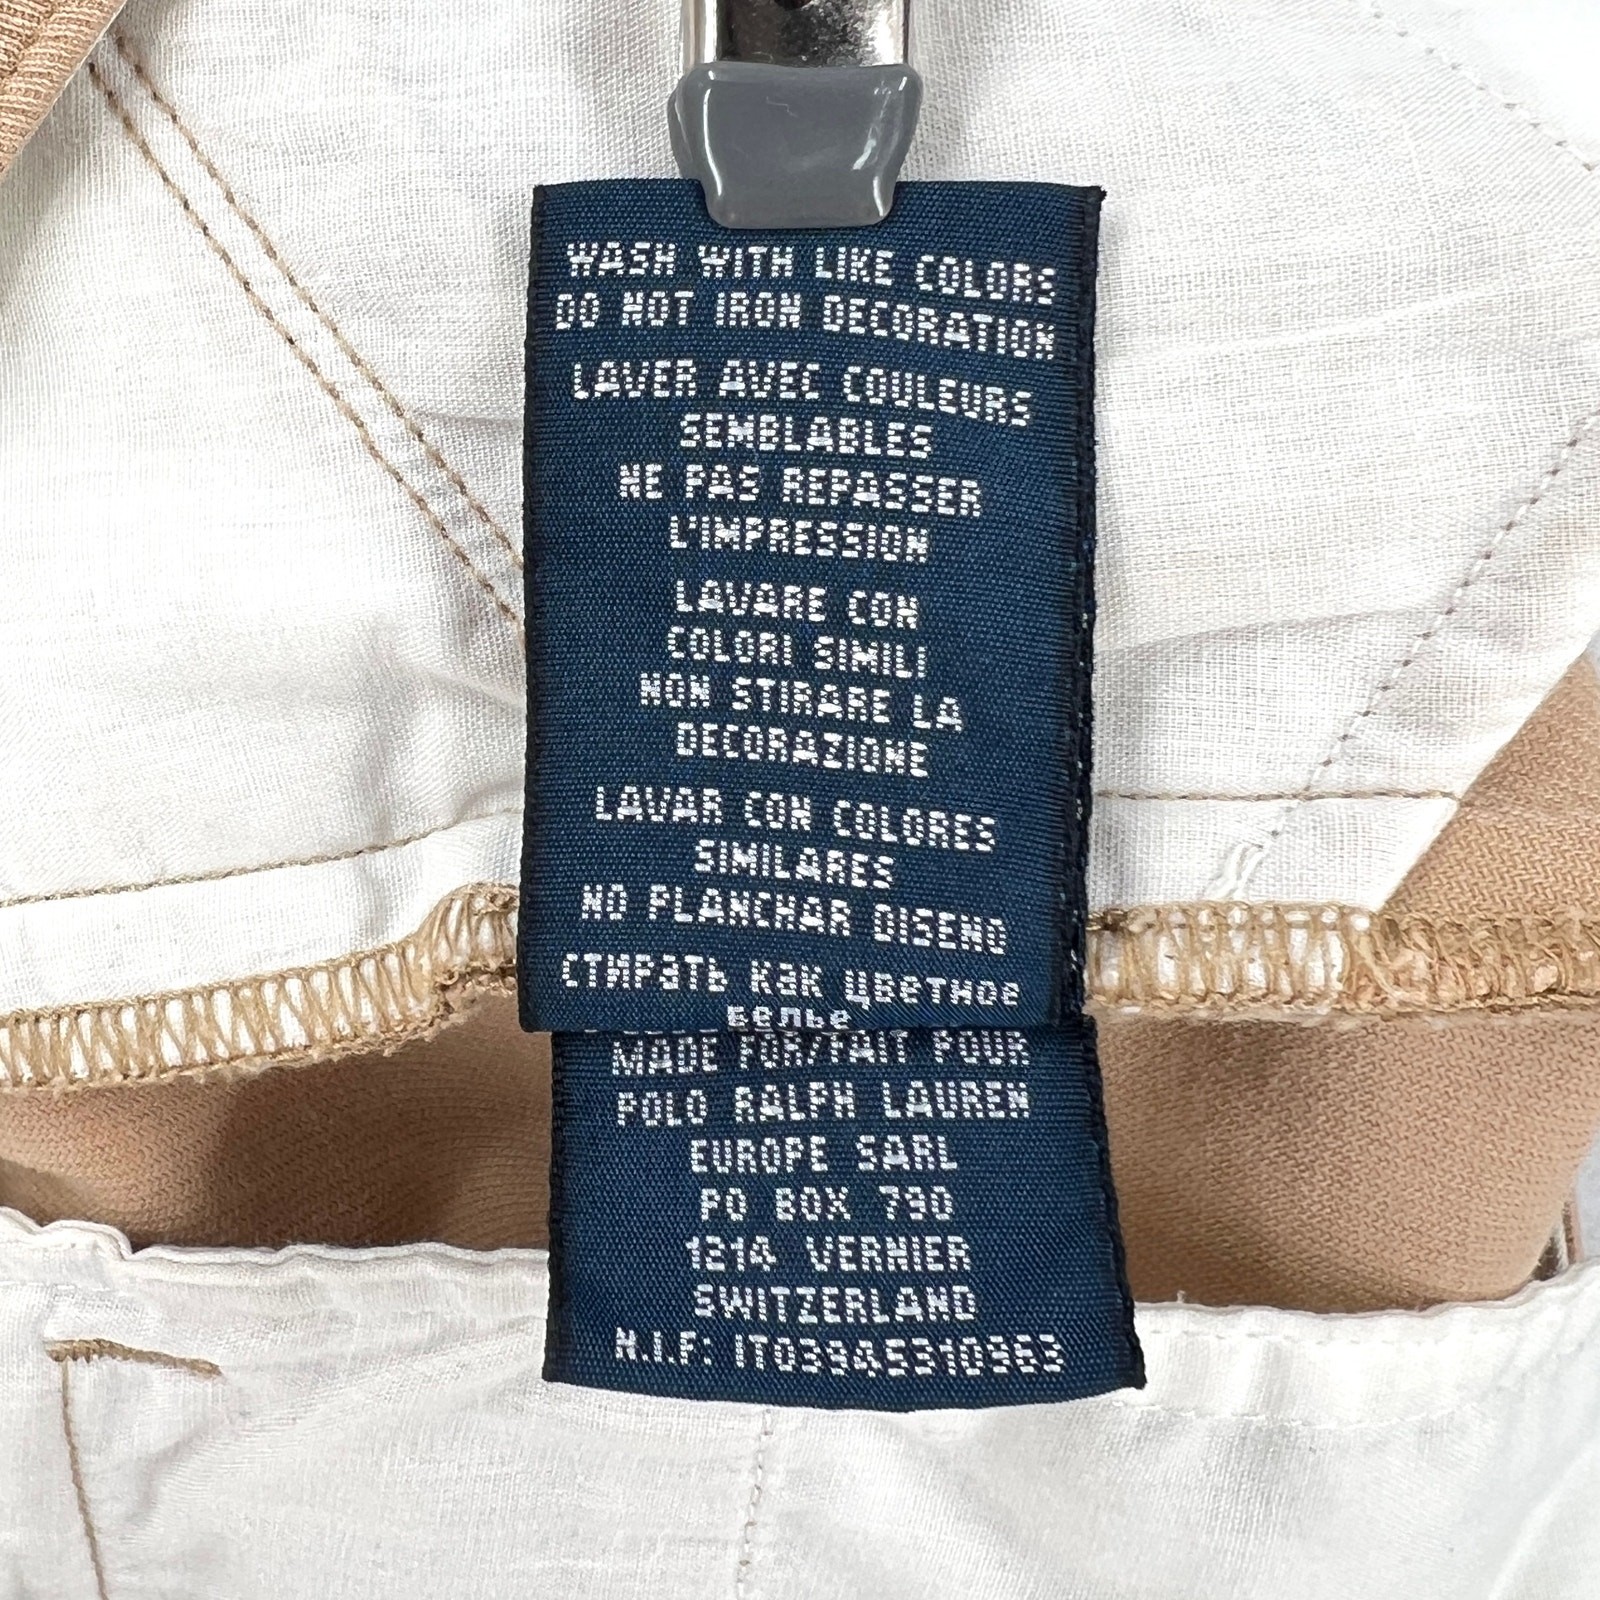 WASH WITH LIKE COLORS
DO NOT IRON DECORATION
LAVER AVEC COULEURS
SEMBLABLES
NE PAS REPASSER
L'IMPRESSION
LAVARE CON
COLORI SIMILI
NON STIRARE LA
DECORAZIONE
LAVAR CON COLORES
SIMILARES
NO PLANCHAR DISENO
СТИРАТЬ КАК ЦВЕТНОЕ
БЕЛЬЕ
MADE FOR/FAIT POUR
POLO RALPH LAUREN
EUROPE SARL
PO BOX 790
1214 VERNIER
SWITZERLAND
N.I.F: IT03945310963